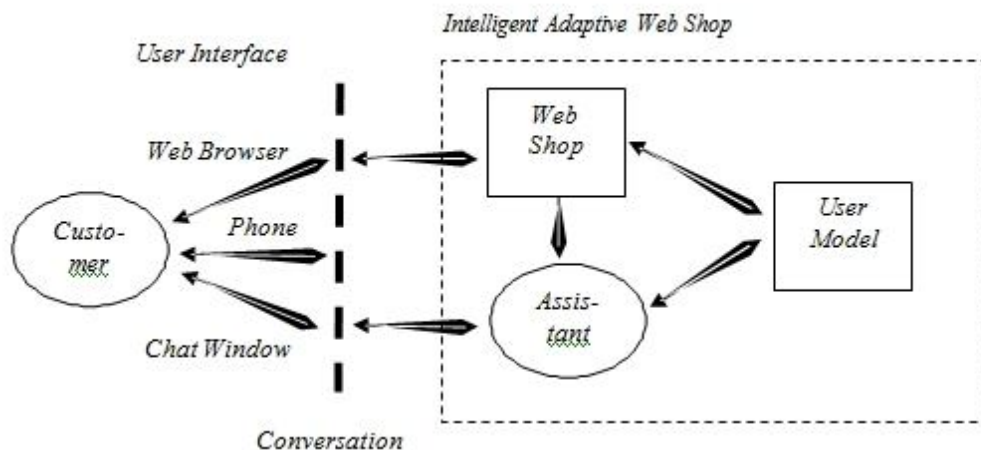 Intelligent Adaptive Web Shop
User Interface
Web
Shop
Web Browser
User
Model
Phone
Custo-
mer
Assis-
tant
Chat Window
Conversation